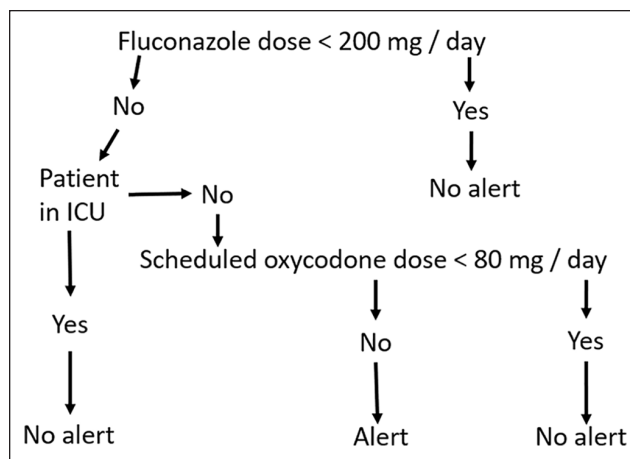 Fluconazole dose < 200 mg / day
No
Yes
Patient
in ICU
No
No alert
Scheduled oxycodone dose < 80 mg / day
Yes
No
Yes
No alert
Alert
No alert